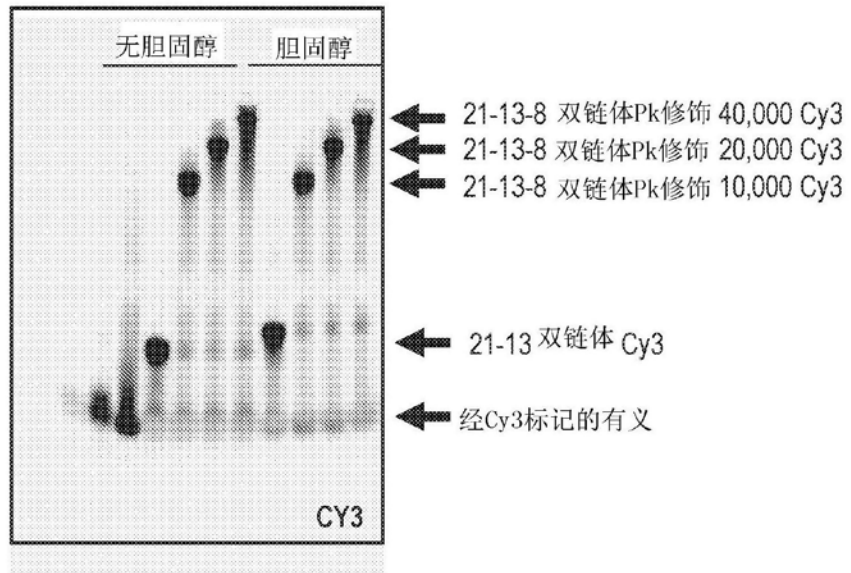 无胆固醇 胆固醇
21-13-8 双链体Pk修饰 40,000 Cy3
21-13-8 双链体Pk修饰 20,000 Cy3
21-13-8 双链体Pk修饰 10,000 Cy3
21-13 双链体 Cy3
经Cy3标记的有义
CY3